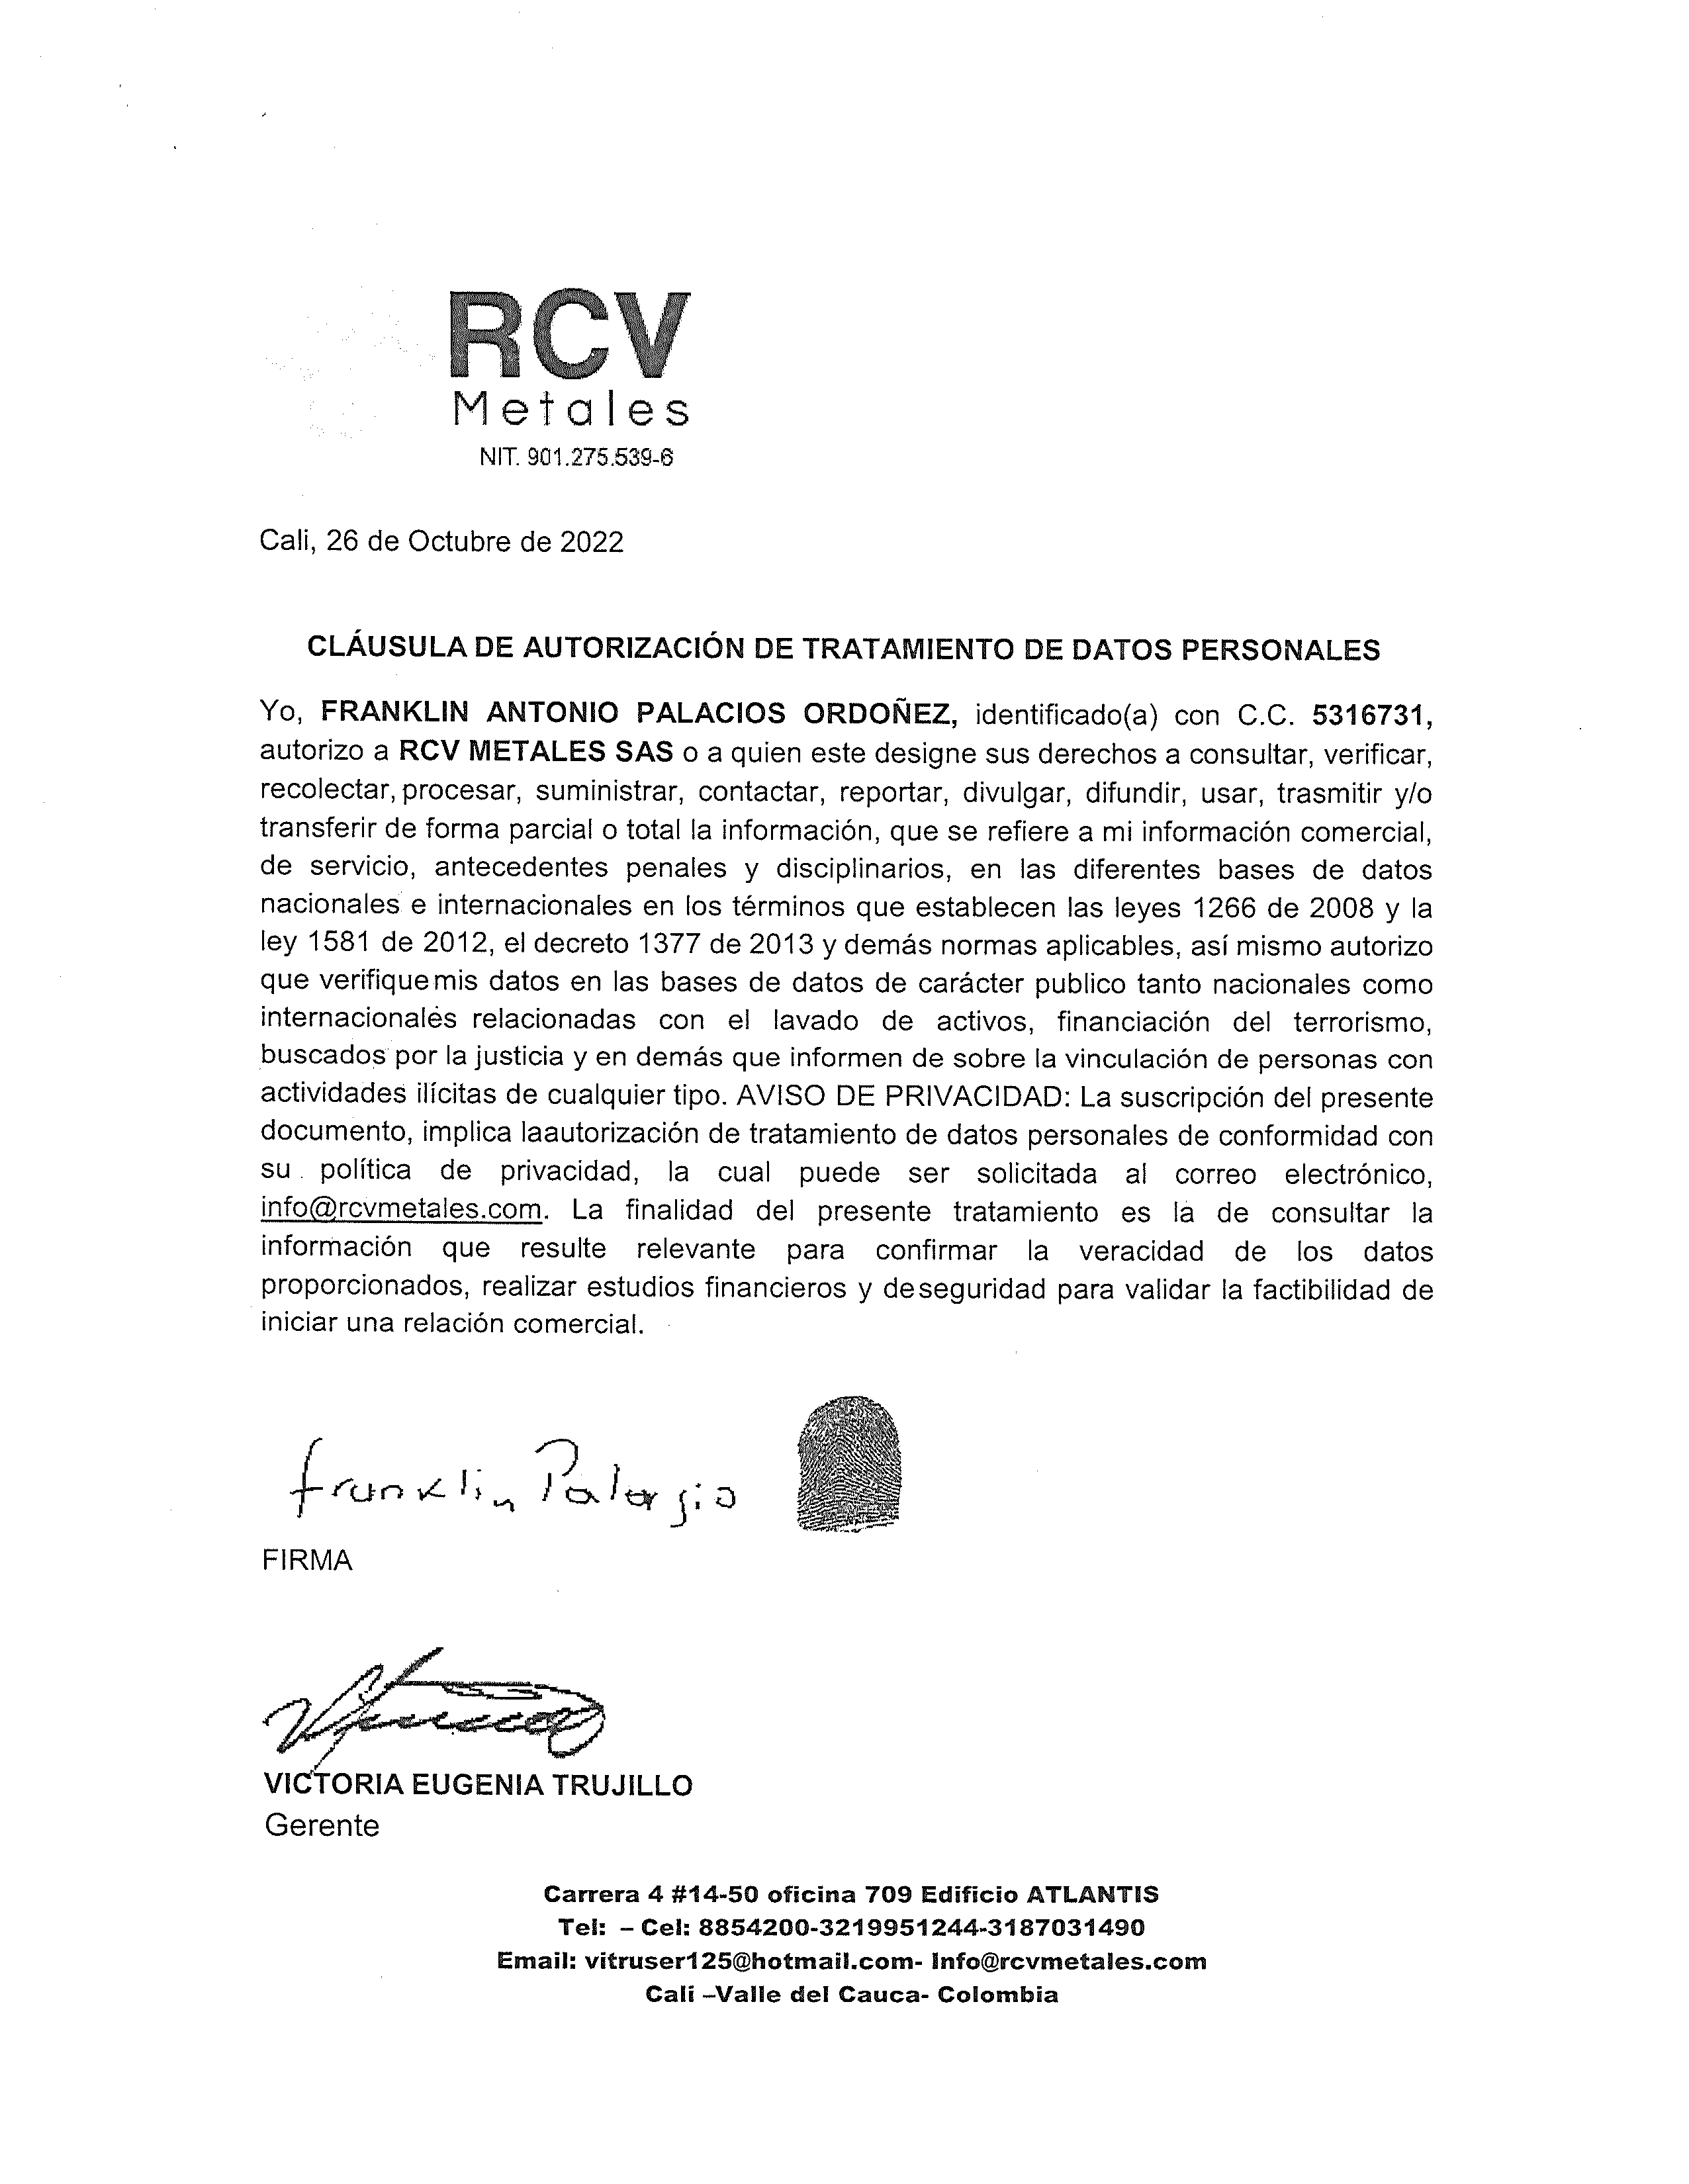 RCV
Metales
NIT. 901.275.539-6
Cali, 26 de Octubre de 2022
CLÁUSULA DE AUTORIZACIÓN DE TRATAMIENTO DE DATOS PERSONALES
Yo, FRANKLIN ANTONIO PALACIOS ORDOÑEZ, identificado(a) con C.C. 5316731,
autorizo a RCV METALES SAS o a quien este designe sus derechos a consultar, verificar,
recolectar, procesar, suministrar, contactar, reportar, divulgar, difundir, usar, trasmitir y/o
transferir de forma parcial o total la información, que se refiere a mi información comercial,
de servicio, antecedentes penales y disciplinarios, en las diferentes bases de datos
nacionales e internacionales en los términos que establecen las leyes 1266 de 2008 y la
ley 1581 de 2012, el decreto 1377 de 2013 y demás normas aplicables, así mismo autorizo
que verifique mis datos en las bases de datos de carácter publico tanto nacionales como
internacionales relacionadas con el lavado de activos, financiación del terrorismo,
buscados por la justicia y en demás que informen de sobre la vinculación de personas con
actividades ilícitas de cualquier tipo. AVISO DE PRIVACIDAD: La suscripción del presente
documento, implica laautorización de tratamiento de datos personales de conformidad con
su política de privacidad, la cual puede ser solicitada al correo electrónico,
info@rcvmetales.com. La finalidad del presente tratamiento es la de consultar la
información que resulte relevante para confirmar la veracidad de los datos
proporcionados, realizar estudios financieros y deseguridad para validar la factibilidad de
iniciar una relación comercial.
franklin Palasio
FIRMA
VICTORIA EUGENIA TRUJILLO
Gerente
Carrera 4 #14-50 oficina 709 Edificio ATLANTIS
Tel: – Cel: 8854200-3219951244-3187031490
Email: vitruser125@hotmail.com- Info@rcvmetales.com
Cali –Valle del Cauca- Colombia